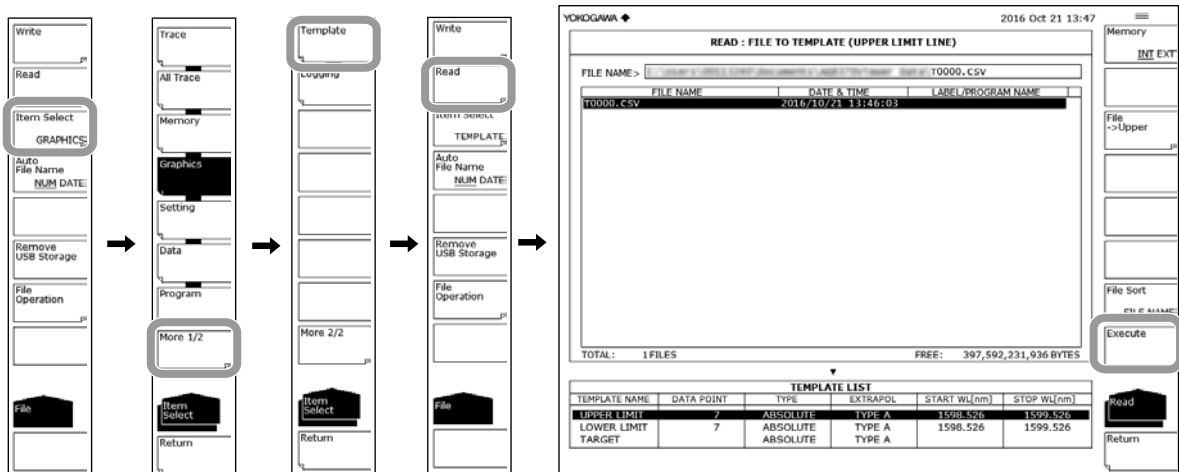 Write
Read
Item Select
GRAPHICS
Auto
File Name
NUM DATE
Remove
USB Storage
File
Operation
File
Trace
All Trace
Memory
Graphics
Setting
Data
Program
More 1/2
Item
Select
Return
Template
Logging
More 2/2
Item
Select
Return
Write
Read
Item Select
TEMPLATE
Auto
File Name
NUM DATE
Remove
USB Storage
File
Operation
File
YOKOGAWA 2016 Oct 21 13:47
READ : FILE TO TEMPLATE (UPPER LIMIT LINE)
FILE NAME> T0000.CSV
FILE NAME DATE & TIME LABEL/PROGRAM NAME
T0000.CSV 2016/10/21 13:46:03
TOTAL: 1FILES FREE: 397,592,231,936 BYTES
TEMPLATE LIST
TEMPLATE NAME DATA POINT TYPE EXTRAPOL START WL[nm] STOP WL[nm]
UPPER LIMIT 7 ABSOLUTE TYPE A 1598.526 1599.526
LOWER LIMIT 7 ABSOLUTE TYPE A 1598.526 1599.526
TARGET ABSOLUTE TYPE A
Memory
INT EXT
File
->Upper
File Sort
FILE NAME
Execute
Read
Return